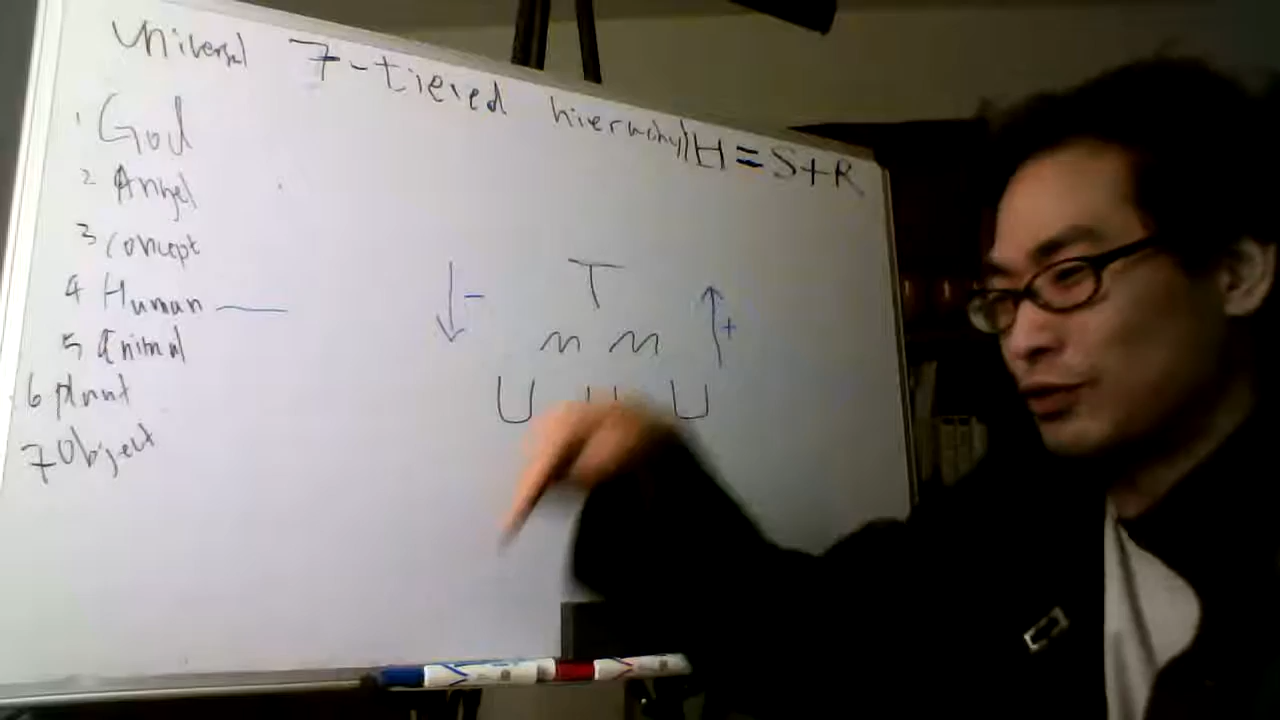 universal 7-tiered hierarchy H = S+R
1 God
2 Angel
3 concept
4 Human —
5 Animal
6 plant
7 Object
↓ - T ↑ +
m m
U U U